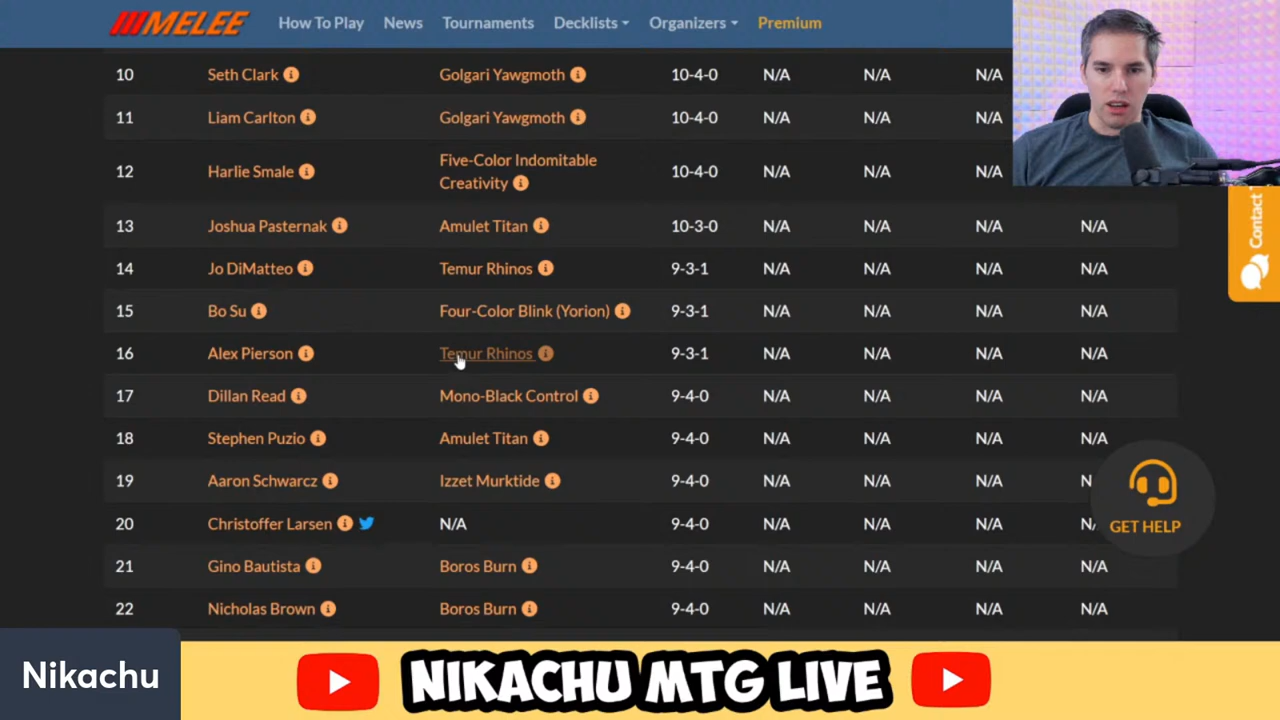 MELEE How To Play News Tournaments Decklists Organizers Premium
10 Seth Clark Golgari Yawgmoth 10-4-0 N/A N/A N/A
11 Liam Carlton Golgari Yawgmoth 10-4-0 N/A N/A N/A
12 Harlie Smale Five-Color Indomitable Creativity 10-4-0 N/A N/A N/A
13 Joshua Pasternak Amulet Titan 10-3-0 N/A N/A N/A N/A
14 Jo DiMatteo Temur Rhinos 9-3-1 N/A N/A N/A N/A
15 Bo Su Four-Color Blink (Yorion) 9-3-1 N/A N/A N/A N/A
16 Alex Pierson Temur Rhinos 9-3-1 N/A N/A N/A N/A
17 Dillan Read Mono-Black Control 9-4-0 N/A N/A N/A N/A
18 Stephen Puzio Amulet Titan 9-4-0 N/A N/A N/A N/A
19 Aaron Schwarcz Izzet Murktide 9-4-0 N/A N/A N/A
20 Christoffer Larsen N/A 9-4-0 N/A N/A N/A
21 Gino Bautista Boros Burn 9-4-0 N/A N/A N/A N/A
22 Nicholas Brown Boros Burn 9-4-0 N/A N/A N/A N/A
Contact
GET HELP
Nikachu
NIKACHU MTG LIVE